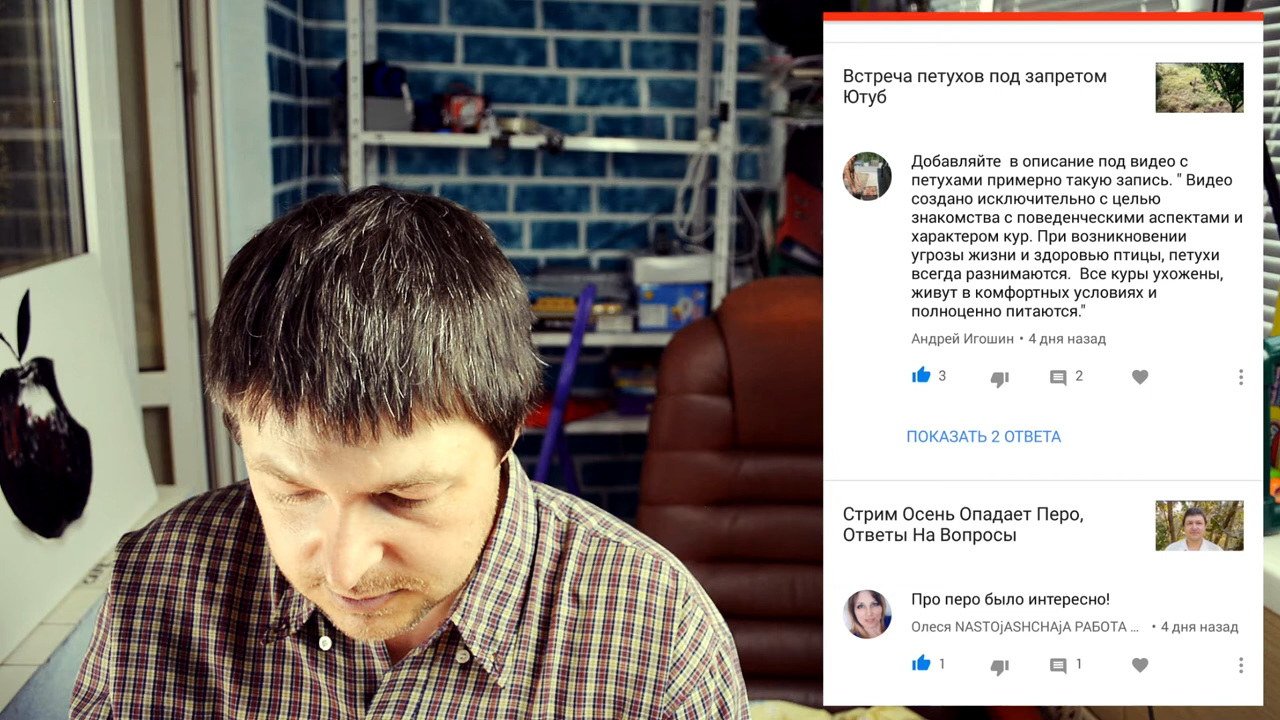 Встреча петухов под запретом
Ютуб
Добавляйте в описание под видео с
петухами примерно такую запись. " Видео
создано исключительно с целью
знакомства с поведенческими аспектами и
характером кур. При возникновении
угрозы жизни и здоровью птицы, петухи
всегда разнимаются. Все куры ухожены,
живут в комфортных условиях и
полноценно питаются."
Андрей Игошин • 4 дня назад
3
2
ПОКАЗАТЬ 2 ОТВЕТА
Стрим Осень Опадает Перо,
Ответы На Вопросы
Про перо было интересно!
Олеся NASTOjASHCHAjA РАБОТА ... • 4 дня назад
1
1